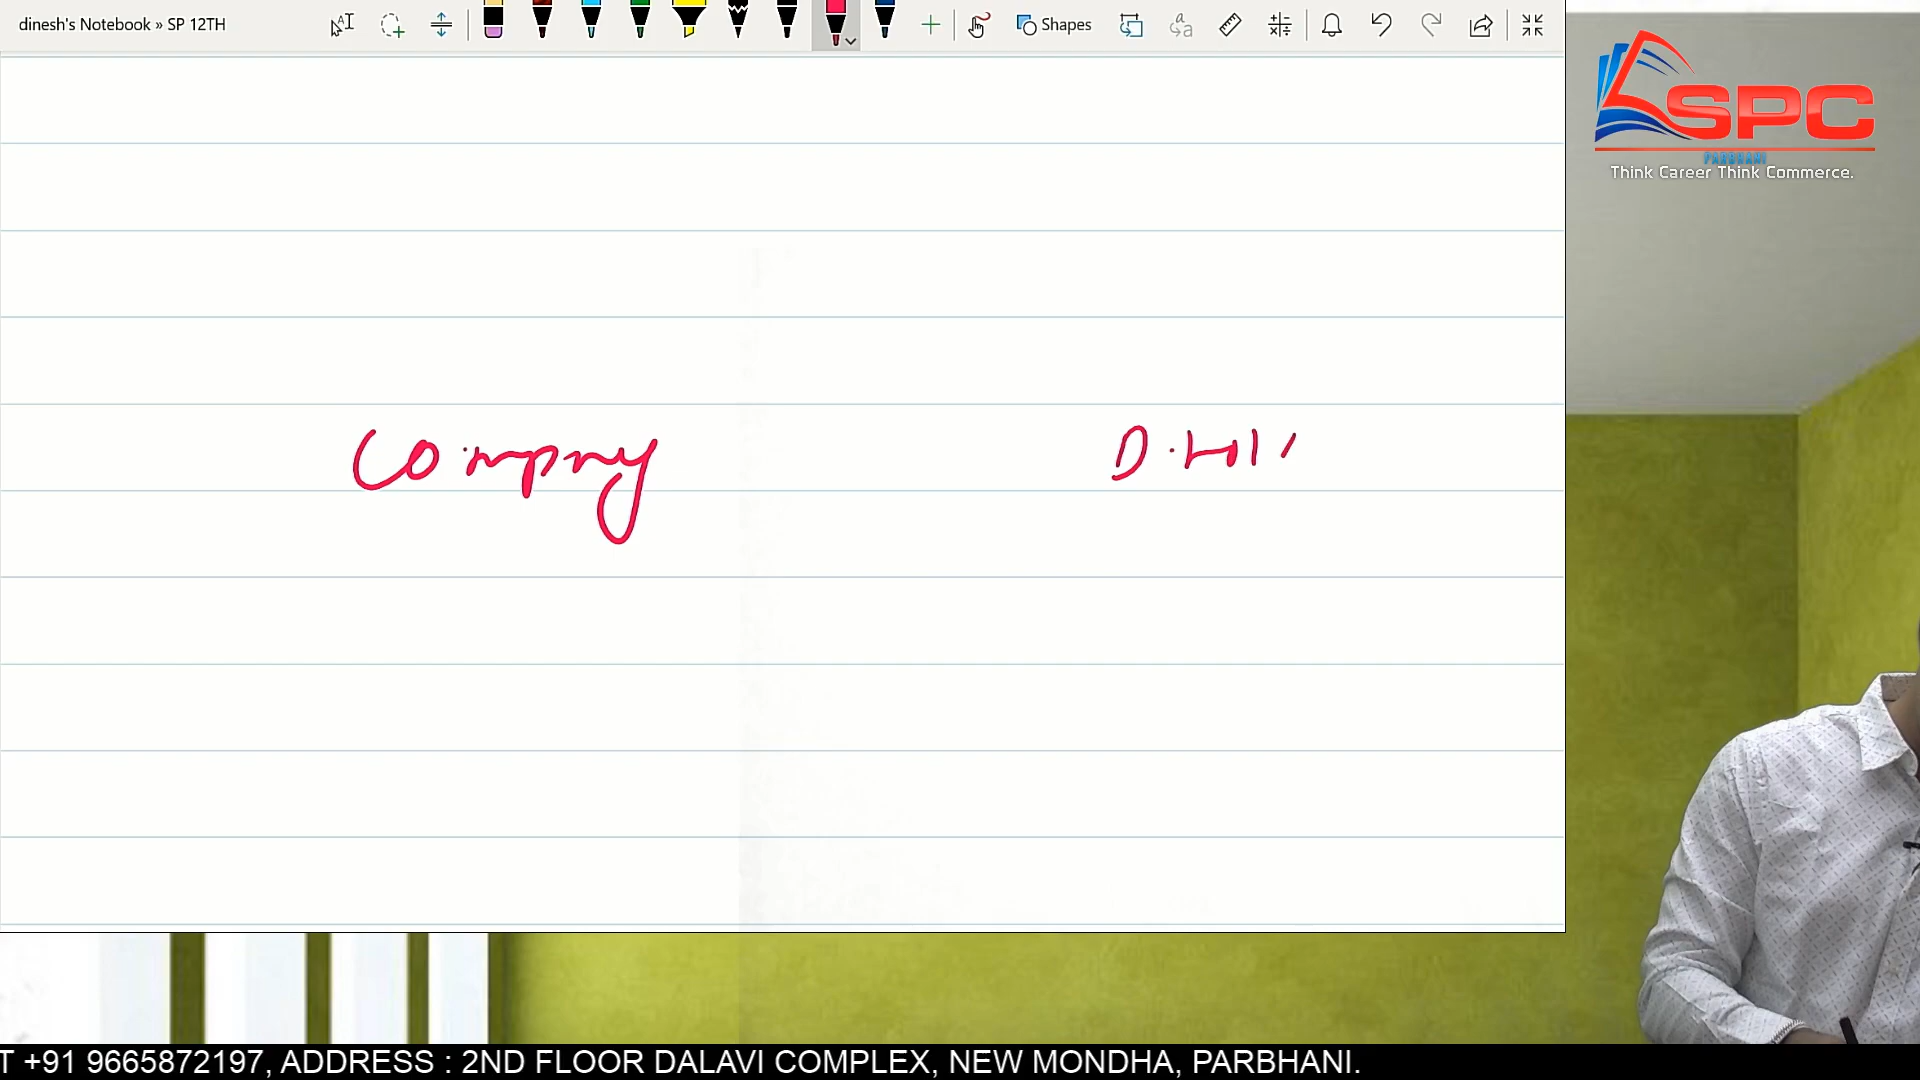 dinesh's Notebook » SP 12TH
Shapes
SPC
PARBHANI
Think Career Think Commerce.
Company
T +91 9665872197, ADDRESS : 2ND FLOOR DALAVI COMPLEX, NEW MONDHA, PARBHANI.